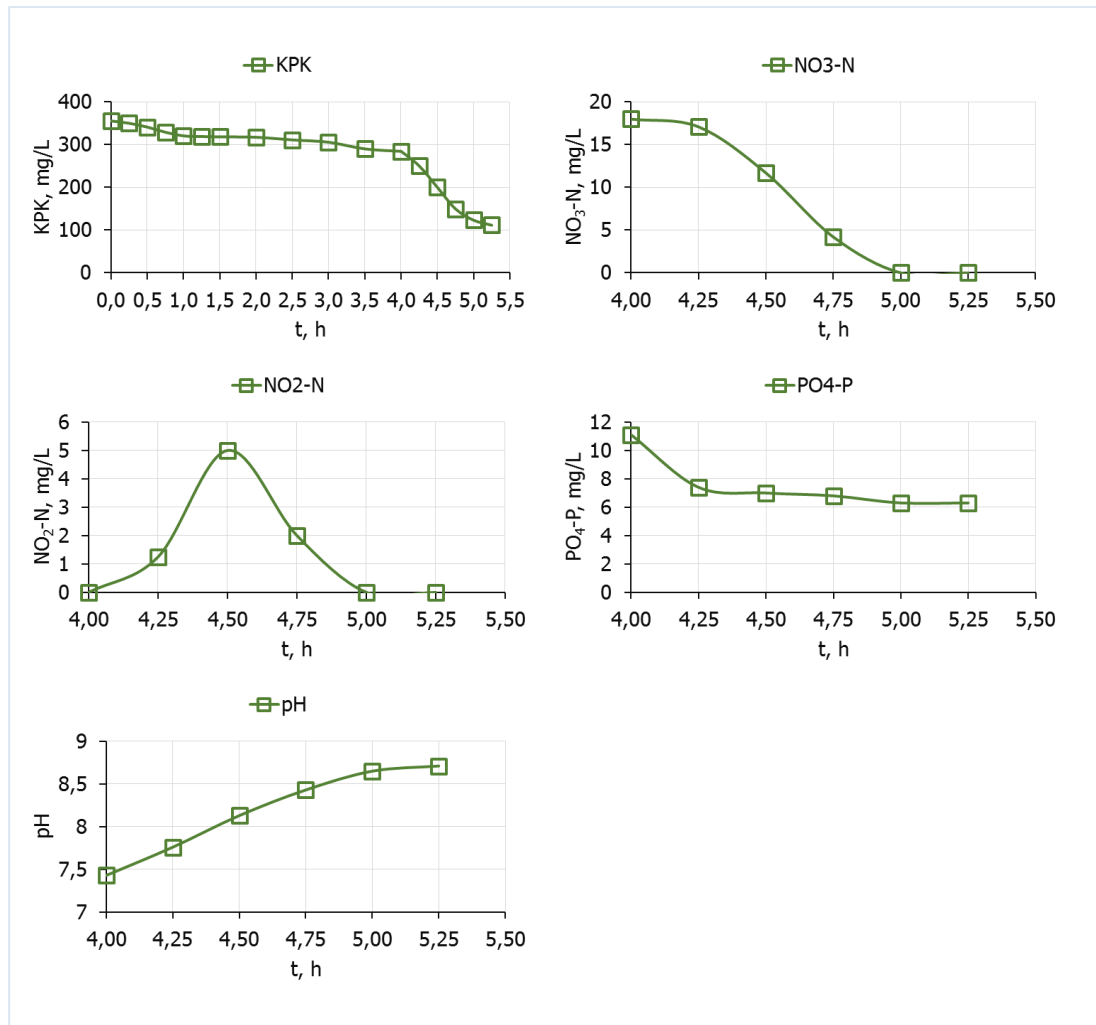 KPK
KPK, mg/L
400
300
200
100
0
0,0 0,5 1,0 1,5 2,0 2,5 3,0 3,5 4,0 4,5 5,0 5,5
t, h
NO3-N
NO₃-N, mg/L
20
15
10
5
0
4,00 4,25 4,50 4,75 5,00 5,25 5,50
t, h
NO2-N
NO₂-N, mg/L
6
5
4
3
2
1
0
4,00 4,25 4,50 4,75 5,00 5,25 5,50
t, h
PO4-P
PO₄-P, mg/L
12
10
8
6
4
2
0
4,00 4,25 4,50 4,75 5,00 5,25 5,50
t, h
pH
pH
9
8,5
8
7,5
7
4,00 4,25 4,50 4,75 5,00 5,25 5,50
t, h